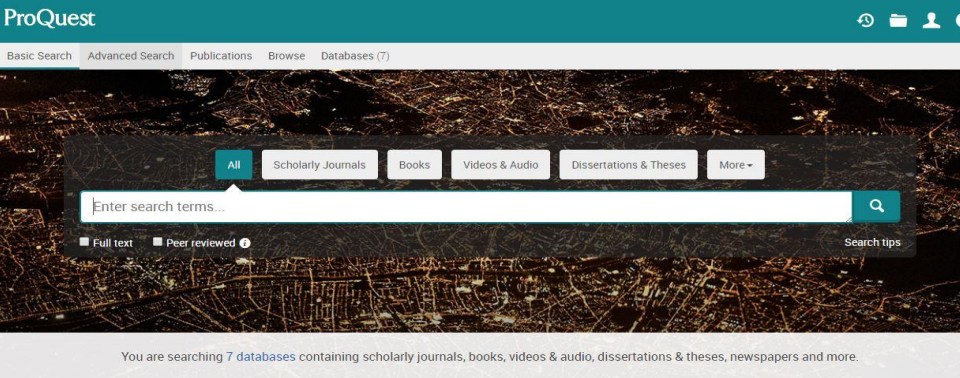 ProQuest
Basic Search Advanced Search Publications Browse Databases (7)
All Scholarly Journals Books Videos & Audio Dissertations & Theses More
Enter search terms...
Full text Peer reviewed i Search tips
You are searching 7 databases containing scholarly journals, books, videos & audio, dissertations & theses, newspapers and more.